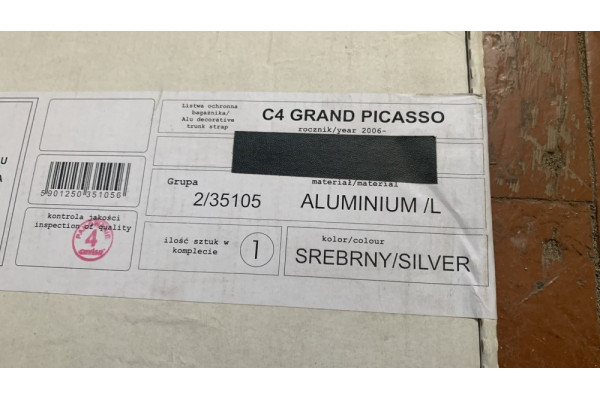 Listwa ochronna
bagażnika/
Alu decorative
trunk strap
C4 GRAND PICASSO
rocznik/year 2006-
U
A
5901250351056
Grupa
2/35105
materiał/material
ALUMINIUM /L
kontrola jakości
inspection of quality
4
ilość sztuk w
komplecie
1
kolor/colour
SREBRNY/SILVER